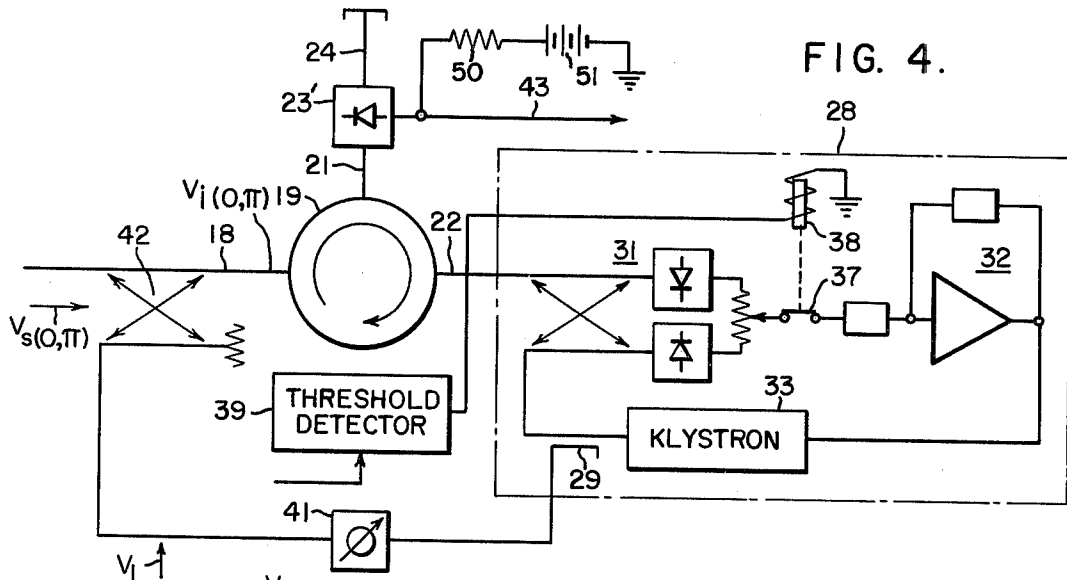 FIG. 4.
24
50
51
23'
43
28
21
Vi(0,π)
19
42
18
22
31
38
32
37
Vs(0,π)
39
THRESHOLD
DETECTOR
33
KLYSTRON
29
41
V